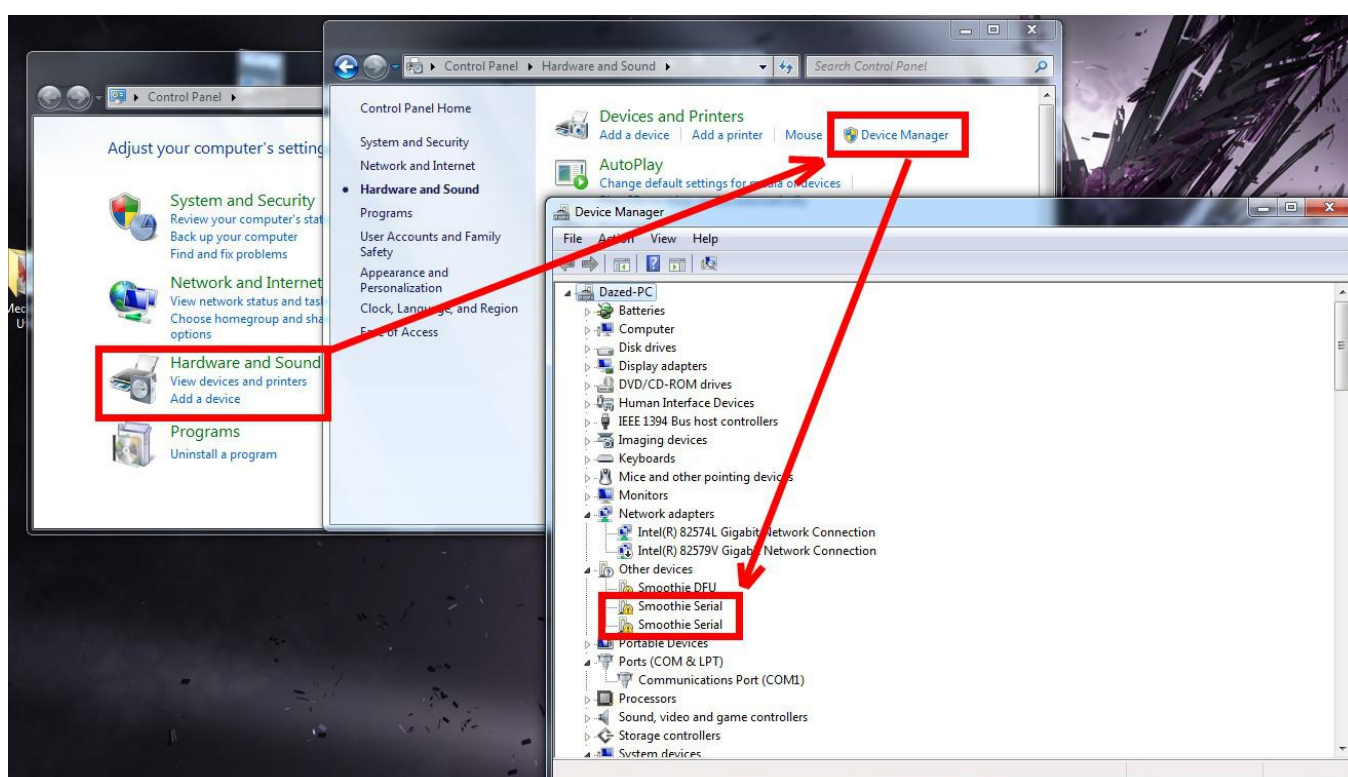 Control Panel
Adjust your computer's setting
System and Security
Review your computer's stat
Back up your computer
Find and fix problems
Network and Internet
View network status and tas
Choose homegroup and sha
options
Hardware and Sound
View devices and printers
Add a device
Programs
Uninstall a program
Control Panel Hardware and Sound
Search Control Panel
Control Panel Home
System and Security
Network and Internet
Hardware and Sound
Programs
User Accounts and Family
Safety
Appearance and
Personalization
Clock, Language, and Region
Ease of Access
Devices and Printers
Add a device Add a printer Mouse Device Manager
AutoPlay
Change default settings for media or devices
Device Manager
File Action View Help
Dazed-PC
Batteries
Computer
Disk drives
Display adapters
DVD/CD-ROM drives
Human Interface Devices
IEEE 1394 Bus host controllers
Imaging devices
Keyboards
Mice and other pointing devices
Monitors
Network adapters
Intel(R) 82574L Gigabit Network Connection
Intel(R) 82579V Gigabit Network Connection
Other devices
Smoothie DFU
Smoothie Serial
Smoothie Serial
Portable Devices
Ports (COM & LPT)
Communications Port (COM1)
Processors
Sound, video and game controllers
Storage controllers
System devices